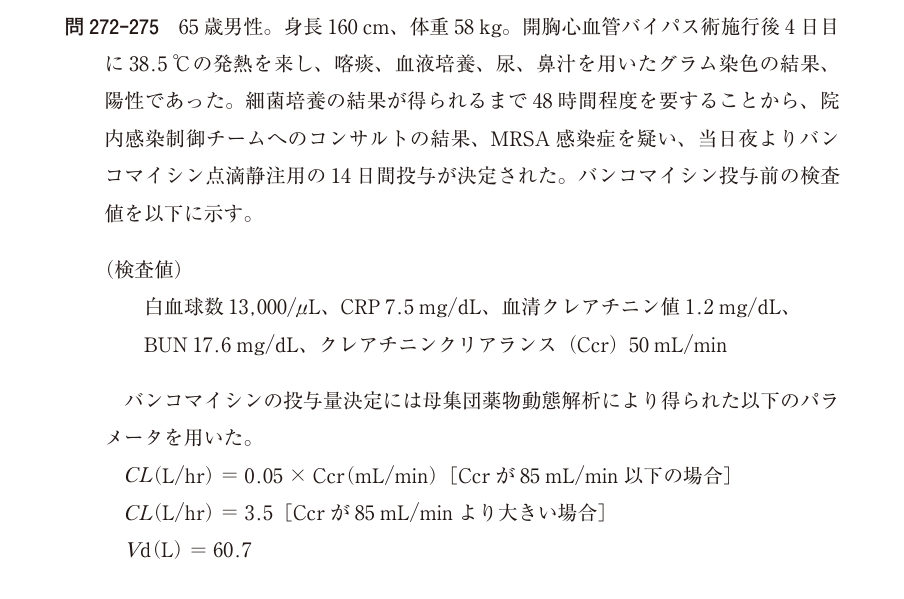 問 272-275　65 歳男性。身長 160 cm、体重 58 kg。開胸心血管バイパス術施行後 4 日目
に 38.5 ℃の発熱を来し、喀痰、血液培養、尿、鼻汁を用いたグラム染色の結果、
陽性であった。細菌培養の結果が得られるまで 48 時間程度を要することから、院
内感染制御チームへのコンサルトの結果、MRSA 感染症を疑い、当日夜よりバン
コマイシン点滴静注用の 14 日間投与が決定された。バンコマイシン投与前の検査
値を以下に示す。
（検査値）
白血球数 13,000/μL、CRP 7.5 mg/dL、血清クレアチニン値 1.2 mg/dL、
BUN 17.6 mg/dL、クレアチニンクリアランス（Ccr）50 mL/min
バンコマイシンの投与量決定には母集団薬物動態解析により得られた以下のパラ
メータを用いた。
CL(L/hr) = 0.05 × Ccr(mL/min)［Ccr が 85 mL/min 以下の場合］
CL(L/hr) = 3.5［Ccr が 85 mL/min より大きい場合］
Vd(L) = 60.7